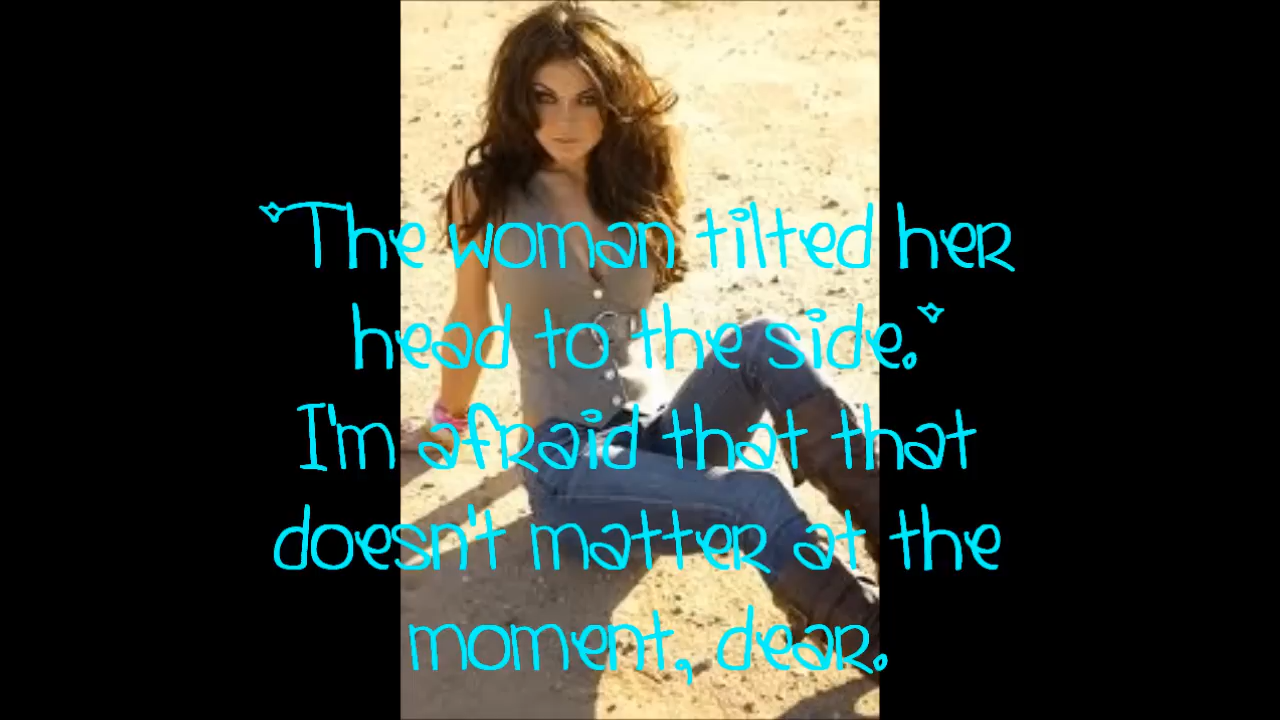 *The woman tilted her
head to the side.*
I'm afraid that that
doesn't matter at the
moment, dear.